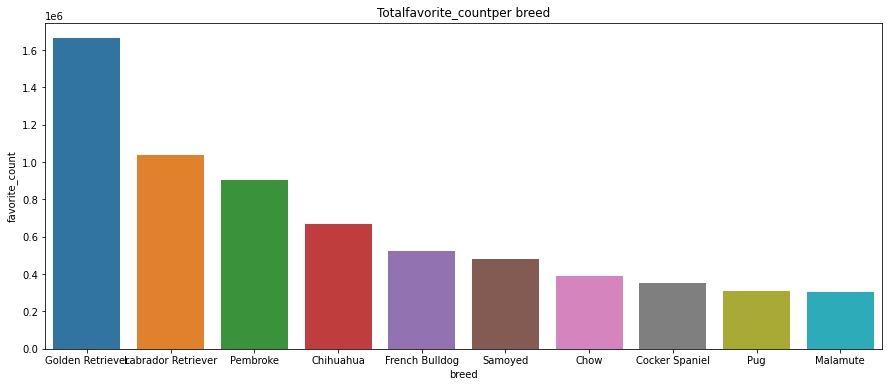 Totalfavorite_countper breed
1e6
1.6
1.4
1.2
1.0
0.8
0.6
0.4
0.2
0.0
favorite_count
Golden Retriever Labrador Retriever Pembroke Chihuahua French Bulldog Samoyed Chow Cocker Spaniel Pug Malamute
breed